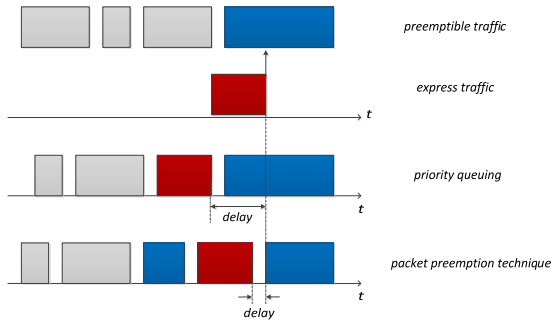 preemptible traffic
express traffic
t
priority queuing
t
delay
packet preemption technique
t
delay